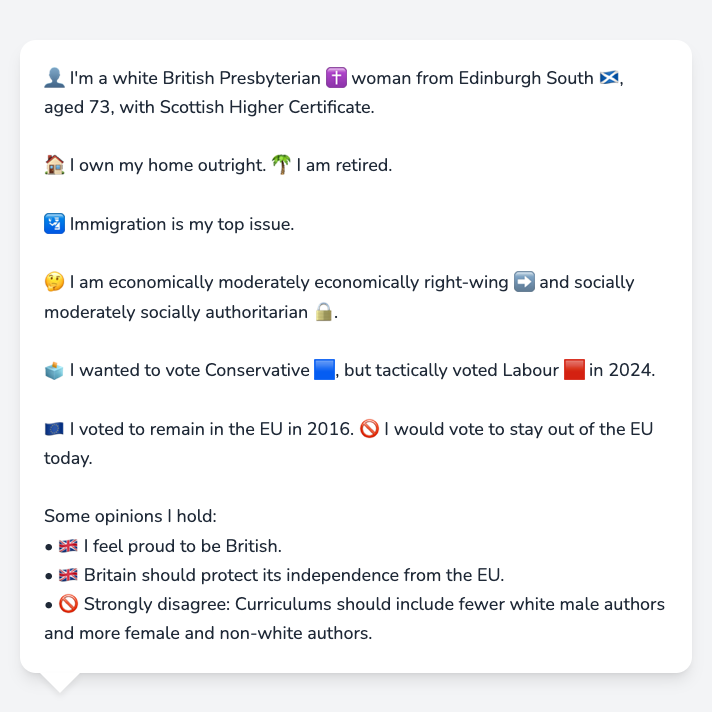 👤 I'm a white British Presbyterian ✝️ woman from Edinburgh South 🏴󠁧󠁢󠁳󠁣󠁴󠁿,
aged 73, with Scottish Higher Certificate.
🏠 I own my home outright. 🌴 I am retired.
🛂 Immigration is my top issue.
🤔 I am economically moderately economically right-wing ➡️ and socially
moderately socially authoritarian 🔒.
🗳️ I wanted to vote Conservative 🟦, but tactically voted Labour 🟥 in 2024.
🇪🇺 I voted to remain in the EU in 2016. 🚫 I would vote to stay out of the EU
today.
Some opinions I hold:
• 🇬🇧 I feel proud to be British.
• 🇬🇧 Britain should protect its independence from the EU.
• 🚫 Strongly disagree: Curriculums should include fewer white male authors
and more female and non-white authors.